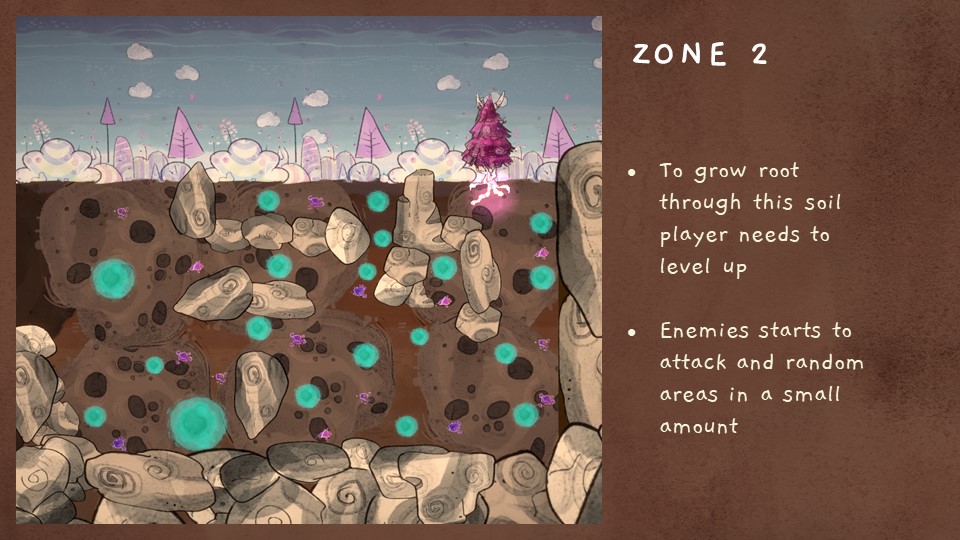 ZONE 2
• To grow root
through this soil
player needs to
level up
• Enemies starts to
attack and random
areas in a small
amount